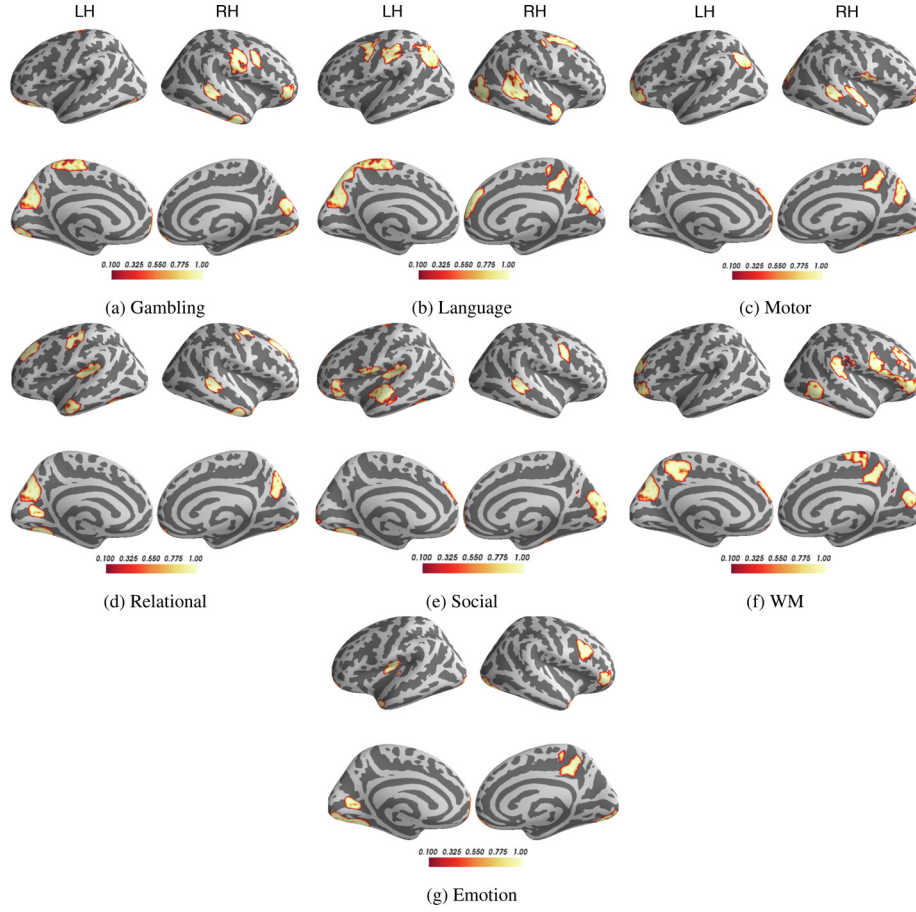 LH RH LH RH LH RH
0.100 0.325 0.550 0.775 1.00 0.100 0.325 0.550 0.775 1.00 0.100 0.325 0.550 0.775 1.00
(a) Gambling (b) Language (c) Motor
0.100 0.325 0.550 0.775 1.00 0.100 0.325 0.550 0.775 1.00 0.100 0.325 0.550 0.775 1.00
(d) Relational (e) Social (f) WM
0.100 0.325 0.550 0.775 1.00
(g) Emotion